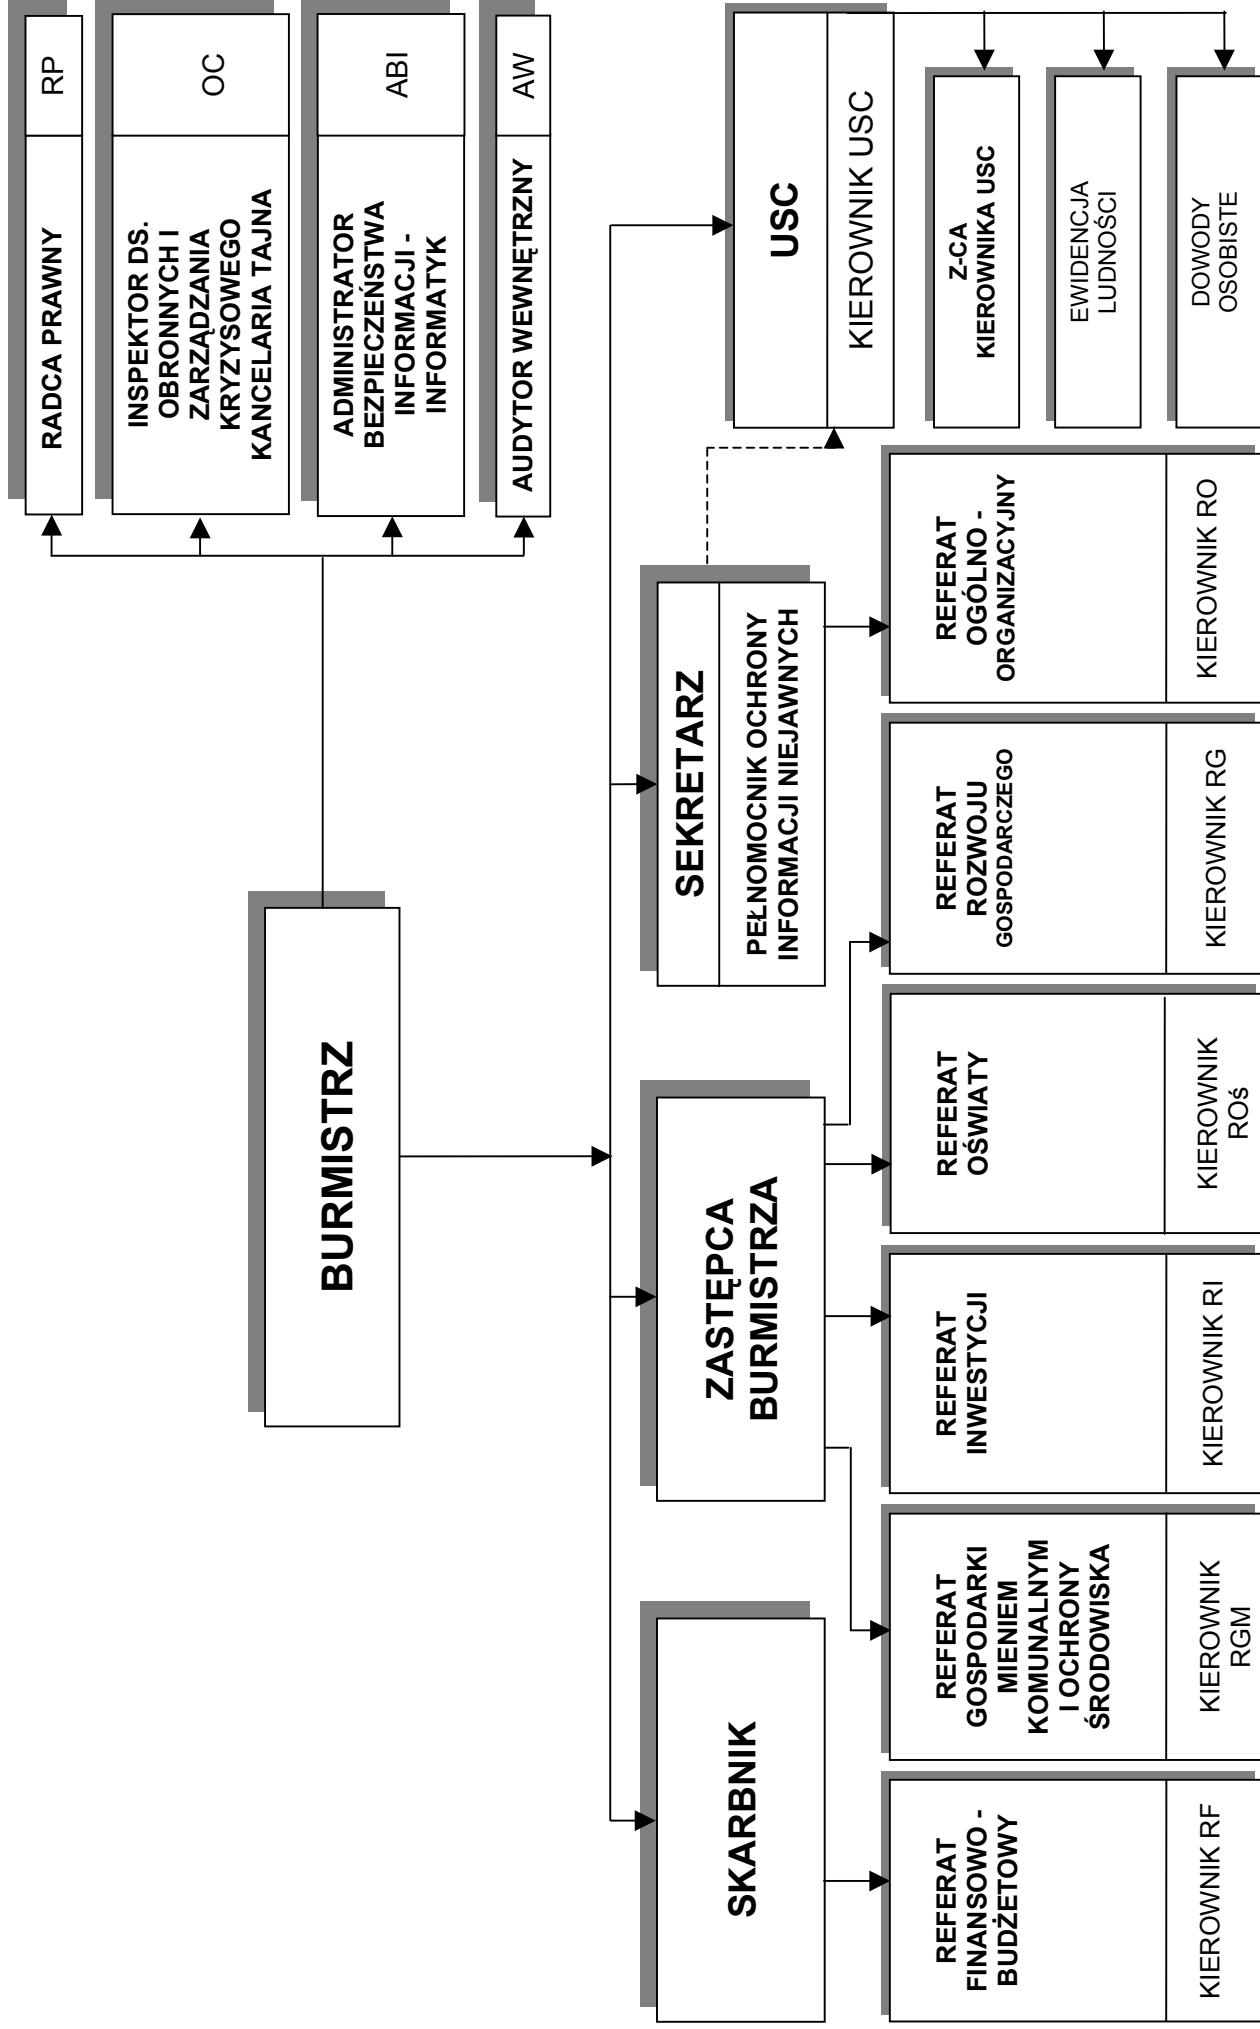 RADCA PRAWNY
RP
INSPEKTOR DS.
OBRONNYCH I
ZARZĄDZANIA
KRYZYSOWEGO
KANCELARIA TAJNA
OC
ADMINISTRATOR
BEZPIECZEŃSTWA
INFORMACJI -
INFORMATYK
ABI
AUDYTOR WEWNĘTRZNY
AW
BURMISTRZ
SKARBNIK
ZASTĘPCA
BURMISTRZA
SEKRETARZ
PEŁNOMOCNIK OCHRONY
INFORMACJI NIEJAWNYCH
USC
KIEROWNIK USC
REFERAT
FINANSOWO -
BUDŻETOWY
KIEROWNIK RF
REFERAT
GOSPODARKI
MIENIEM
KOMUNALNYM
I OCHRONY
ŚRODOWISKA
KIEROWNIK
RGM
REFERAT
INWESTYCJI
KIEROWNIK RI
REFERAT
OŚWIATY
KIEROWNIK
ROś
REFERAT
ROZWOJU
GOSPODARCZEGO
KIEROWNIK RG
REFERAT
OGÓLNO -
ORGANIZACYJNY
KIEROWNIK RO
Z-CA
KIEROWNIKA USC
EWIDENCJA
LUDNOŚCI
DOWODY
OSOBISTE